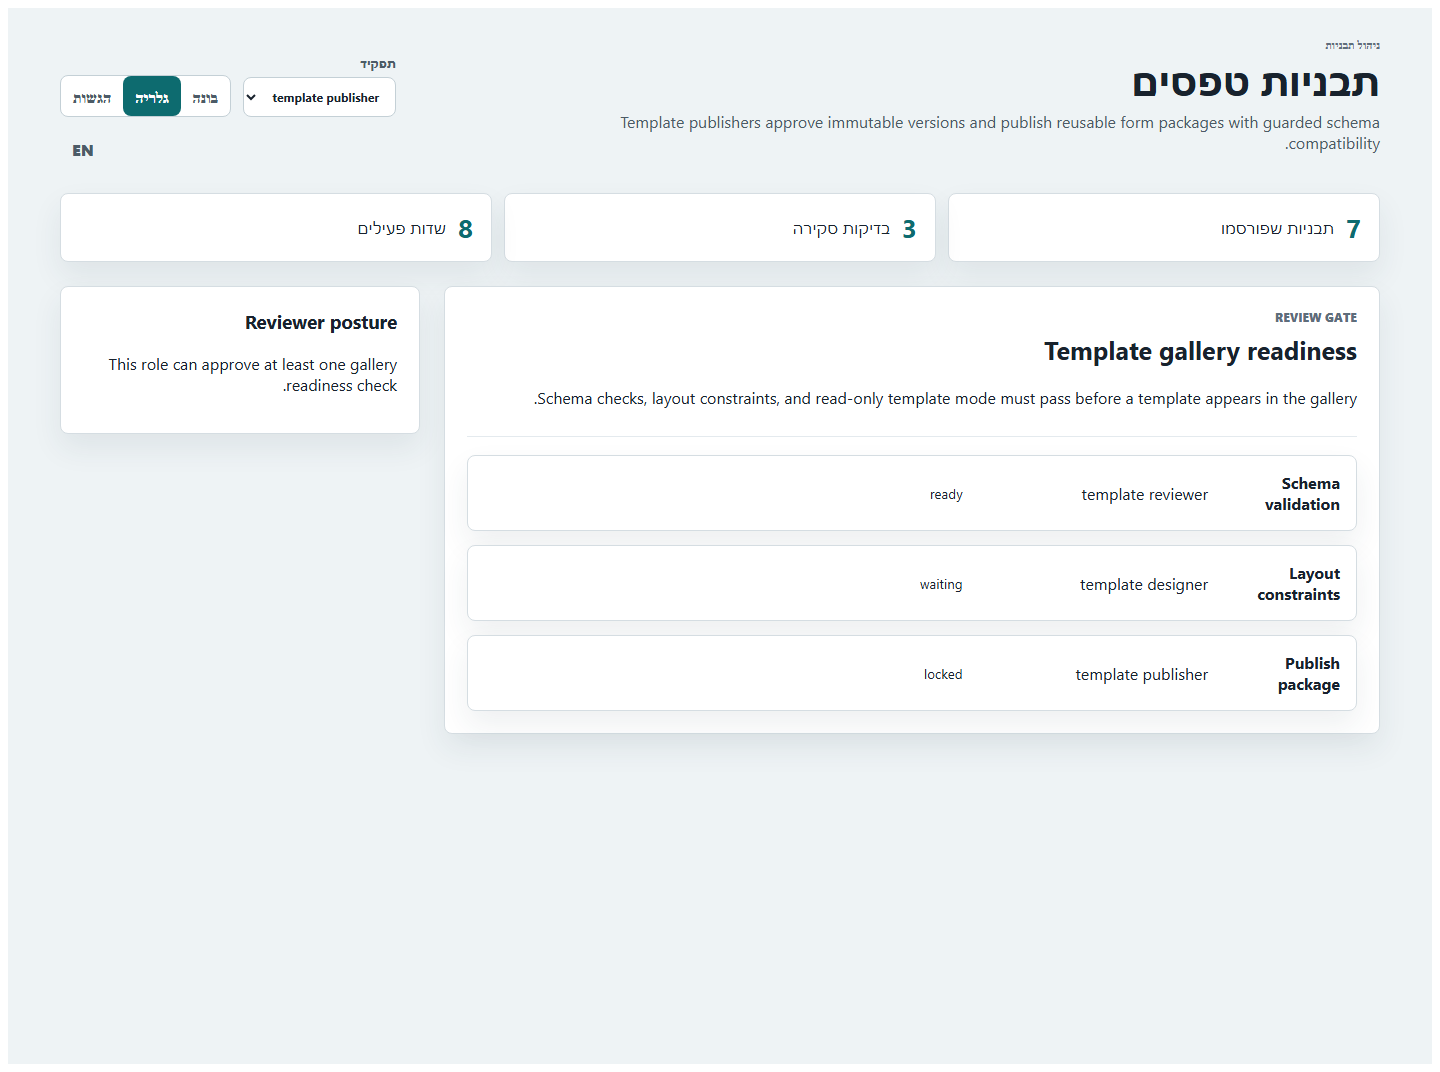 ניהול תבניות
תבניות טפסים
Template publishers approve immutable versions and publish reusable form packages with guarded schema
compatibility.
תפקיד
template publisher
בונה
גלריה
הגשות
EN
7 תבניות שפורסמו
3 בדיקות סקירה
8 שדות פעילים
REVIEW GATE
Template gallery readiness
Schema checks, layout constraints, and read-only template mode must pass before a template appears in the gallery.
Schema
validation
template reviewer
ready
Layout
constraints
template designer
waiting
Publish
package
template publisher
locked
Reviewer posture
This role can approve at least one gallery
readiness check.